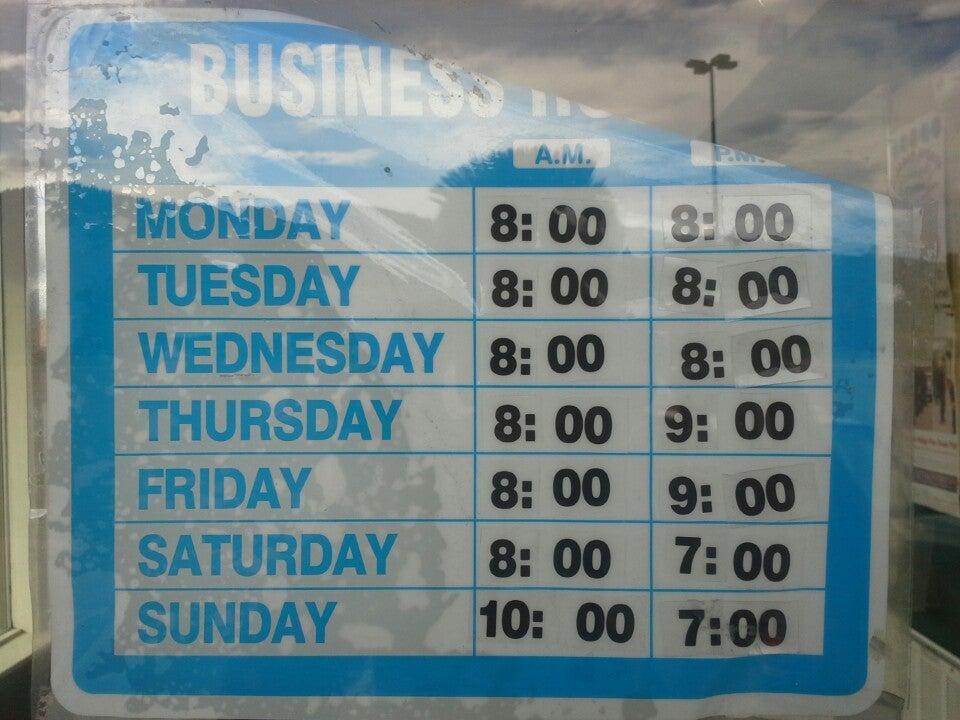 BUSINESS
A.M. P.M.
MONDAY 8: 00 8: 00
TUESDAY 8: 00 8: 00
WEDNESDAY 8: 00 8: 00
THURSDAY 8: 00 9: 00
FRIDAY 8: 00 9: 00
SATURDAY 8: 00 7: 00
SUNDAY 10: 00 7:00